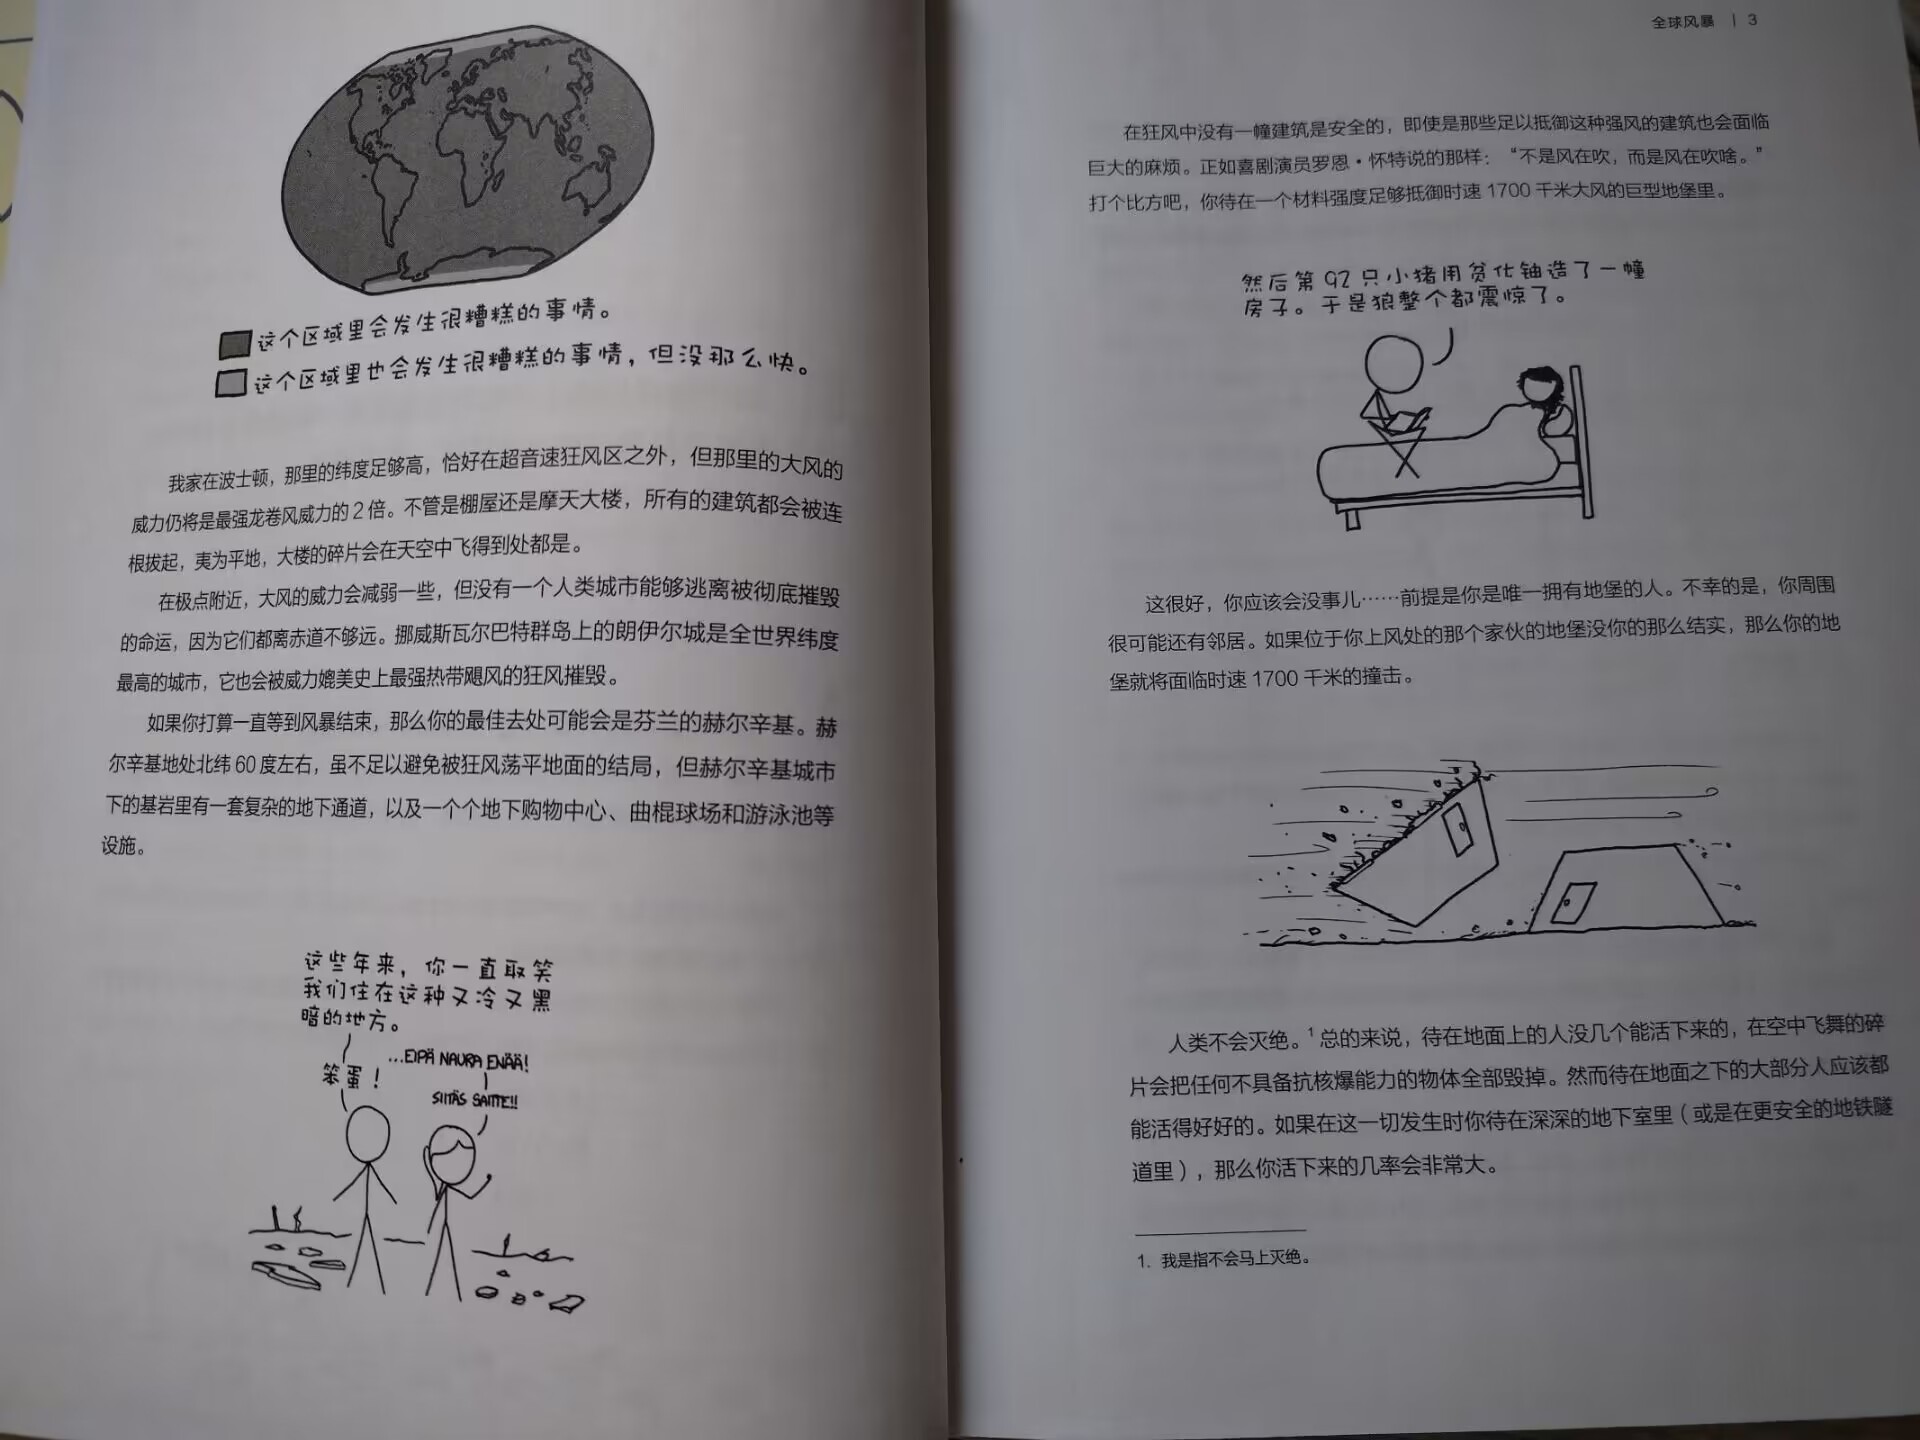 这个区域里会发生很糟糕的事情。
这个区域里也会发生很糟糕的事情，但没那么快。
我家在波士顿，那里的纬度足够高，恰好在超音速狂风区之外，但那里的大风的
威力仍将是最强龙卷风威力的2倍。不管是棚屋还是摩天大楼，所有的建筑都会被连
根拔起，夷为平地，大楼的碎片会在天空中飞得到处都是。
在极点附近，大风的威力会减弱一些，但没有一个人类城市能够逃离被彻底摧毁
的命运，因为它们都离赤道不够远。挪威斯瓦尔巴特群岛上的朗伊尔城是全世界纬度
最高的城市，它也会被威力媲美史上最强热带飓风的狂风摧毁。
如果你打算一直等到风暴结束，那么你的最佳去处可能会是芬兰的赫尔辛基。赫
尔辛基地处北纬60度左右，虽不足以避免被狂风荡平地面的结局，但赫尔辛基城市
下的基岩里有一套复杂的地下通道，以及一个个地下购物中心、曲棍球场和游泳池等
设施。
这些年来，你一直取笑
我们住在这种又冷又黑
暗的地方。
笨蛋！
...EIPÄ NAURA ENÄÄ!
SIITÄS SAITTE!!
全球风暴 | 3
在狂风中没有一幢建筑是安全的，即使是那些足以抵御这种强风的建筑也会面临
巨大的麻烦。正如喜剧演员罗恩·怀特说的那样：“不是风在吹，而是风在吹啥。”
打个比方吧，你待在一个材料强度足够抵御时速1700千米大风的巨型地堡里。
然后第92只小猪用贫化铀造了一幢
房子。于是狼整个都震惊了。
这很好，你应该会没事儿……前提是你是唯一拥有地堡的人。不幸的是，你周围
很可能还有邻居。如果位于你上风处的那个家伙的地堡没你的那么结实，那么你的地
堡就将面临时速1700千米的撞击。
人类不会灭绝。1总的来说，待在地面上的人没几个能活下来的，在空中飞舞的碎
片会把任何不具备抗核爆能力的物体全部毁掉。然而待在地面之下的大部分人应该都
能活得好好的。如果在这一切发生时你待在深深的地下室里（或是在更安全的地铁隧
道里），那么你活下来的几率会非常大。
1. 我是指不会马上灭绝。